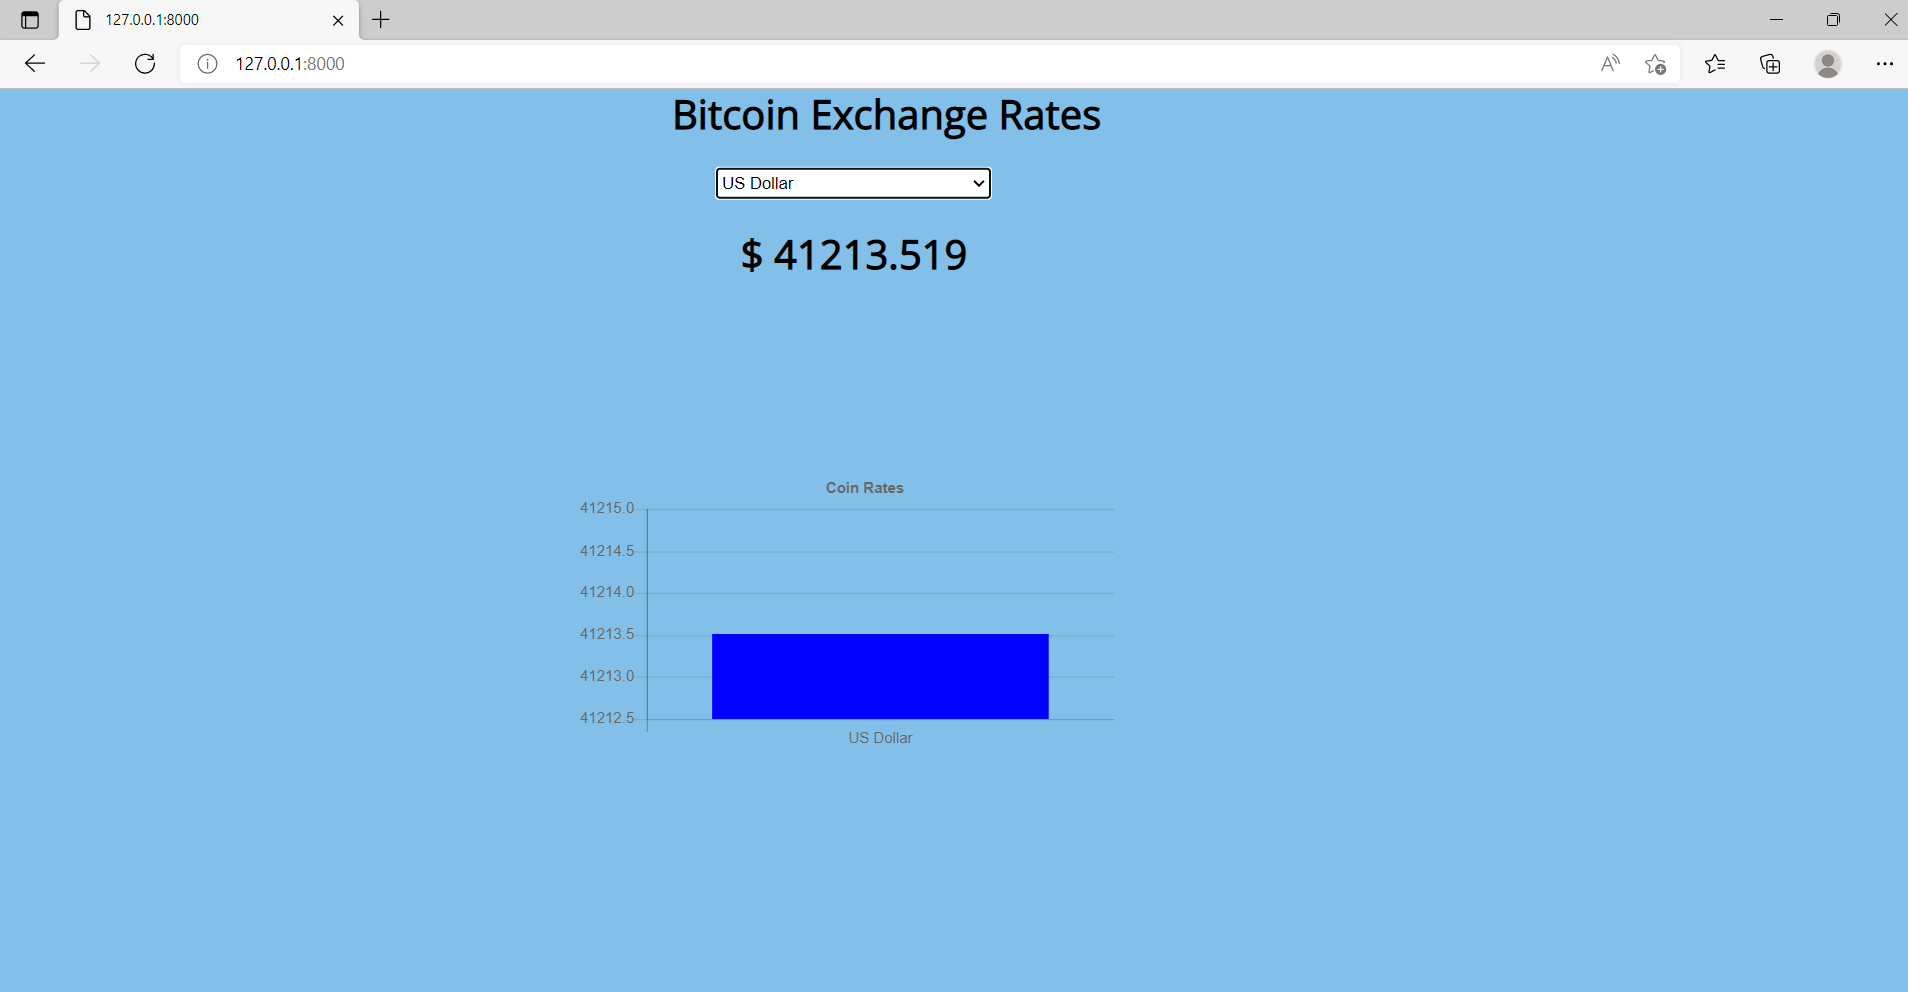 127.0.0.1:8000
127.0.0.1:8000
Bitcoin Exchange Rates
US Dollar
$ 41213.519
Coin Rates
41215.0
41214.5
41214.0
41213.5
41213.0
41212.5
US Dollar